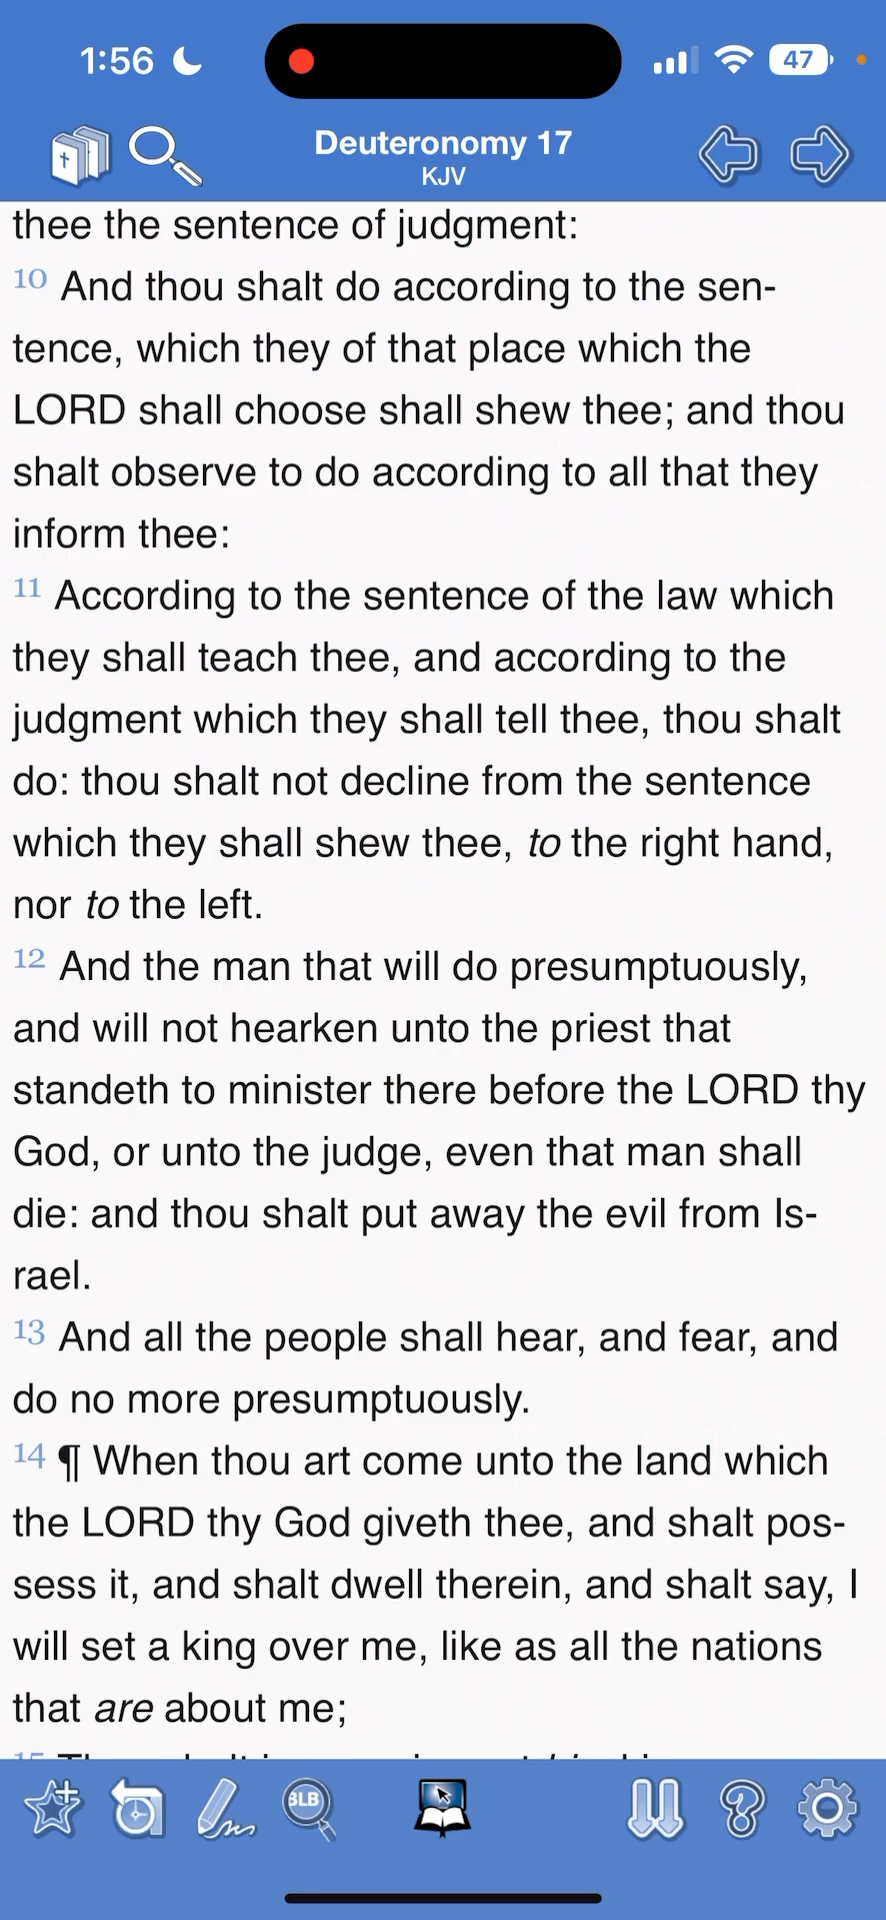 1:56
47
Deuteronomy 17
KJV
thee the sentence of judgment:
10 And thou shalt do according to the sen-
tence, which they of that place which the
LORD shall choose shall shew thee; and thou
shalt observe to do according to all that they
inform thee:
11 According to the sentence of the law which
they shall teach thee, and according to the
judgment which they shall tell thee, thou shalt
do: thou shalt not decline from the sentence
which they shall shew thee, to the right hand,
nor to the left.
12 And the man that will do presumptuously,
and will not hearken unto the priest that
standeth to minister there before the LORD thy
God, or unto the judge, even that man shall
die: and thou shalt put away the evil from Is-
rael.
13 And all the people shall hear, and fear, and
do no more presumptuously.
14 ¶ When thou art come unto the land which
the LORD thy God giveth thee, and shalt pos-
sess it, and shalt dwell therein, and shalt say, I
will set a king over me, like as all the nations
that are about me;
BLB